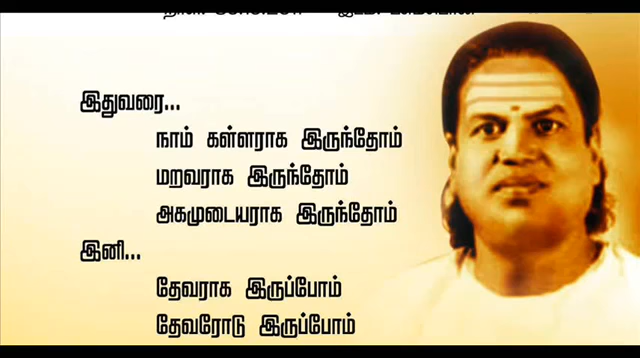 இதுவரை...
நாம் கள்ளராக இருந்தோம்
மறவராக இருந்தோம்
அகமுடையராக இருந்தோம்
இனி...
தேவராக இருப்போம்
தேவரோடு இருப்போம்